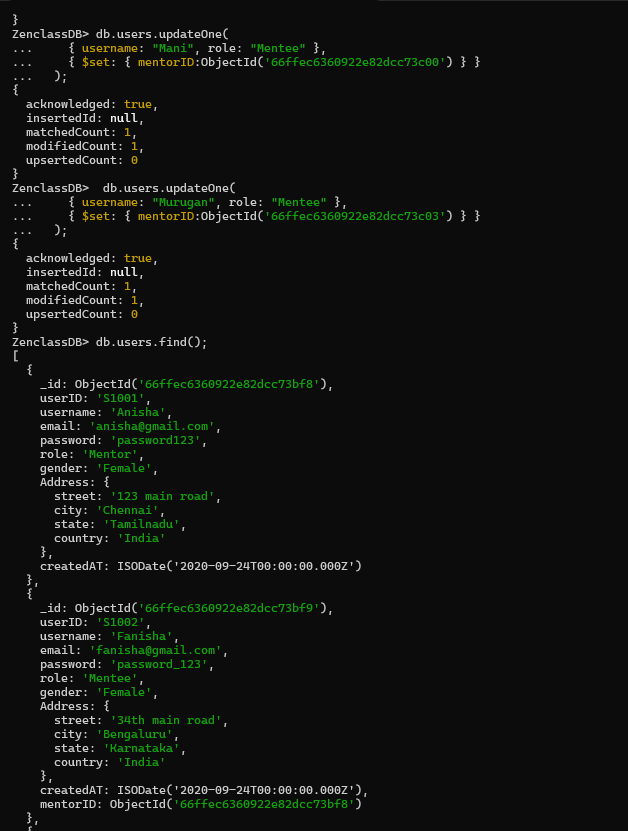 }
ZenclassDB> db.users.updateOne(
...     { username: "Mani", role: "Mentee" },
...     { $set: { mentorID:ObjectId('66ffec6360922e82dcc73c00') } }
...   );
{
  acknowledged: true,
  insertedId: null,
  matchedCount: 1,
  modifiedCount: 1,
  upsertedCount: 0
}
ZenclassDB>  db.users.updateOne(
...     { username: "Murugan", role: "Mentee" },
...     { $set: { mentorID:ObjectId('66ffec6360922e82dcc73c03') } }
...   );
{
  acknowledged: true,
  insertedId: null,
  matchedCount: 1,
  modifiedCount: 1,
  upsertedCount: 0
}
ZenclassDB> db.users.find();
[
  {
    _id: ObjectId('66ffec6360922e82dcc73bf8'),
    userID: 'S1001',
    username: 'Anisha',
    email: 'anisha@gmail.com',
    password: 'password123',
    role: 'Mentor',
    gender: 'Female',
    Address: {
      street: '123 main road',
      city: 'Chennai',
      state: 'Tamilnadu',
      country: 'India'
    },
    createdAT: ISODate('2020-09-24T00:00:00.000Z')
  },
  {
    _id: ObjectId('66ffec6360922e82dcc73bf9'),
    userID: 'S1002',
    username: 'Fanisha',
    email: 'fanisha@gmail.com',
    password: 'password_123',
    role: 'Mentee',
    gender: 'Female',
    Address: {
      street: '34th main road',
      city: 'Bengaluru',
      state: 'Karnataka',
      country: 'India'
    },
    createdAT: ISODate('2020-09-24T00:00:00.000Z'),
    mentorID: ObjectId('66ffec6360922e82dcc73bf8')
  },
  {